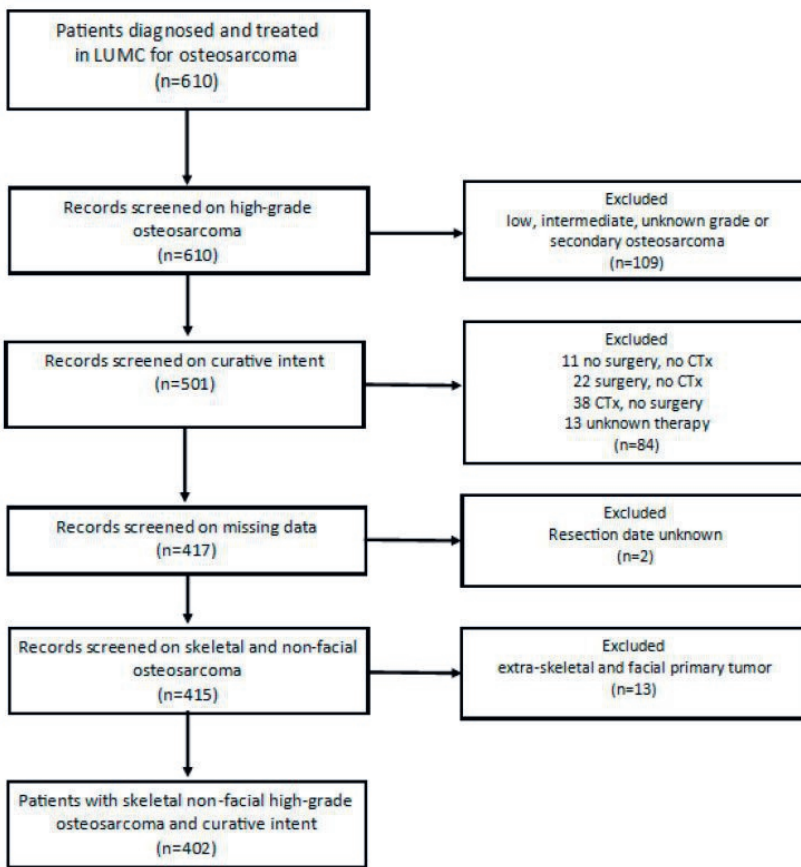 Patients diagnosed and treated
in LUMC for osteosarcoma
(n=610)
Records screened on high-grade
osteosarcoma
(n=610)
Excluded
low, intermediate, unknown grade or
secondary osteosarcoma
(n=109)
Records screened on curative intent
(n=501)
Excluded
11 no surgery, no CTx
22 surgery, no CTx
38 CTx, no surgery
13 unknown therapy
(n=84)
Records screened on missing data
(n=417)
Excluded
Resection date unknown
(n=2)
Records screened on skeletal and non-facial
osteosarcoma
(n=415)
Excluded
extra-skeletal and facial primary tumor
(n=13)
Patients with skeletal non-facial high-grade
osteosarcoma and curative intent
(n=402)